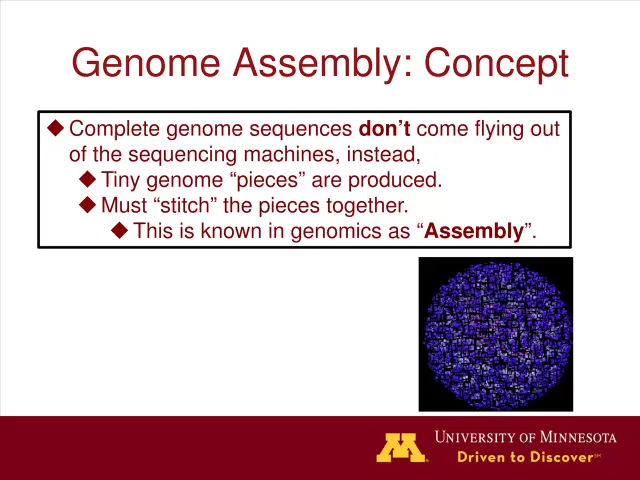 Genome Assembly: Concept
◆ Complete genome sequences don't come flying out
of the sequencing machines, instead,
◆ Tiny genome “pieces” are produced.
◆ Must “stitch” the pieces together.
◆ This is known in genomics as “Assembly”.
M
UNIVERSITY OF MINNESOTA
Driven to Discover℠